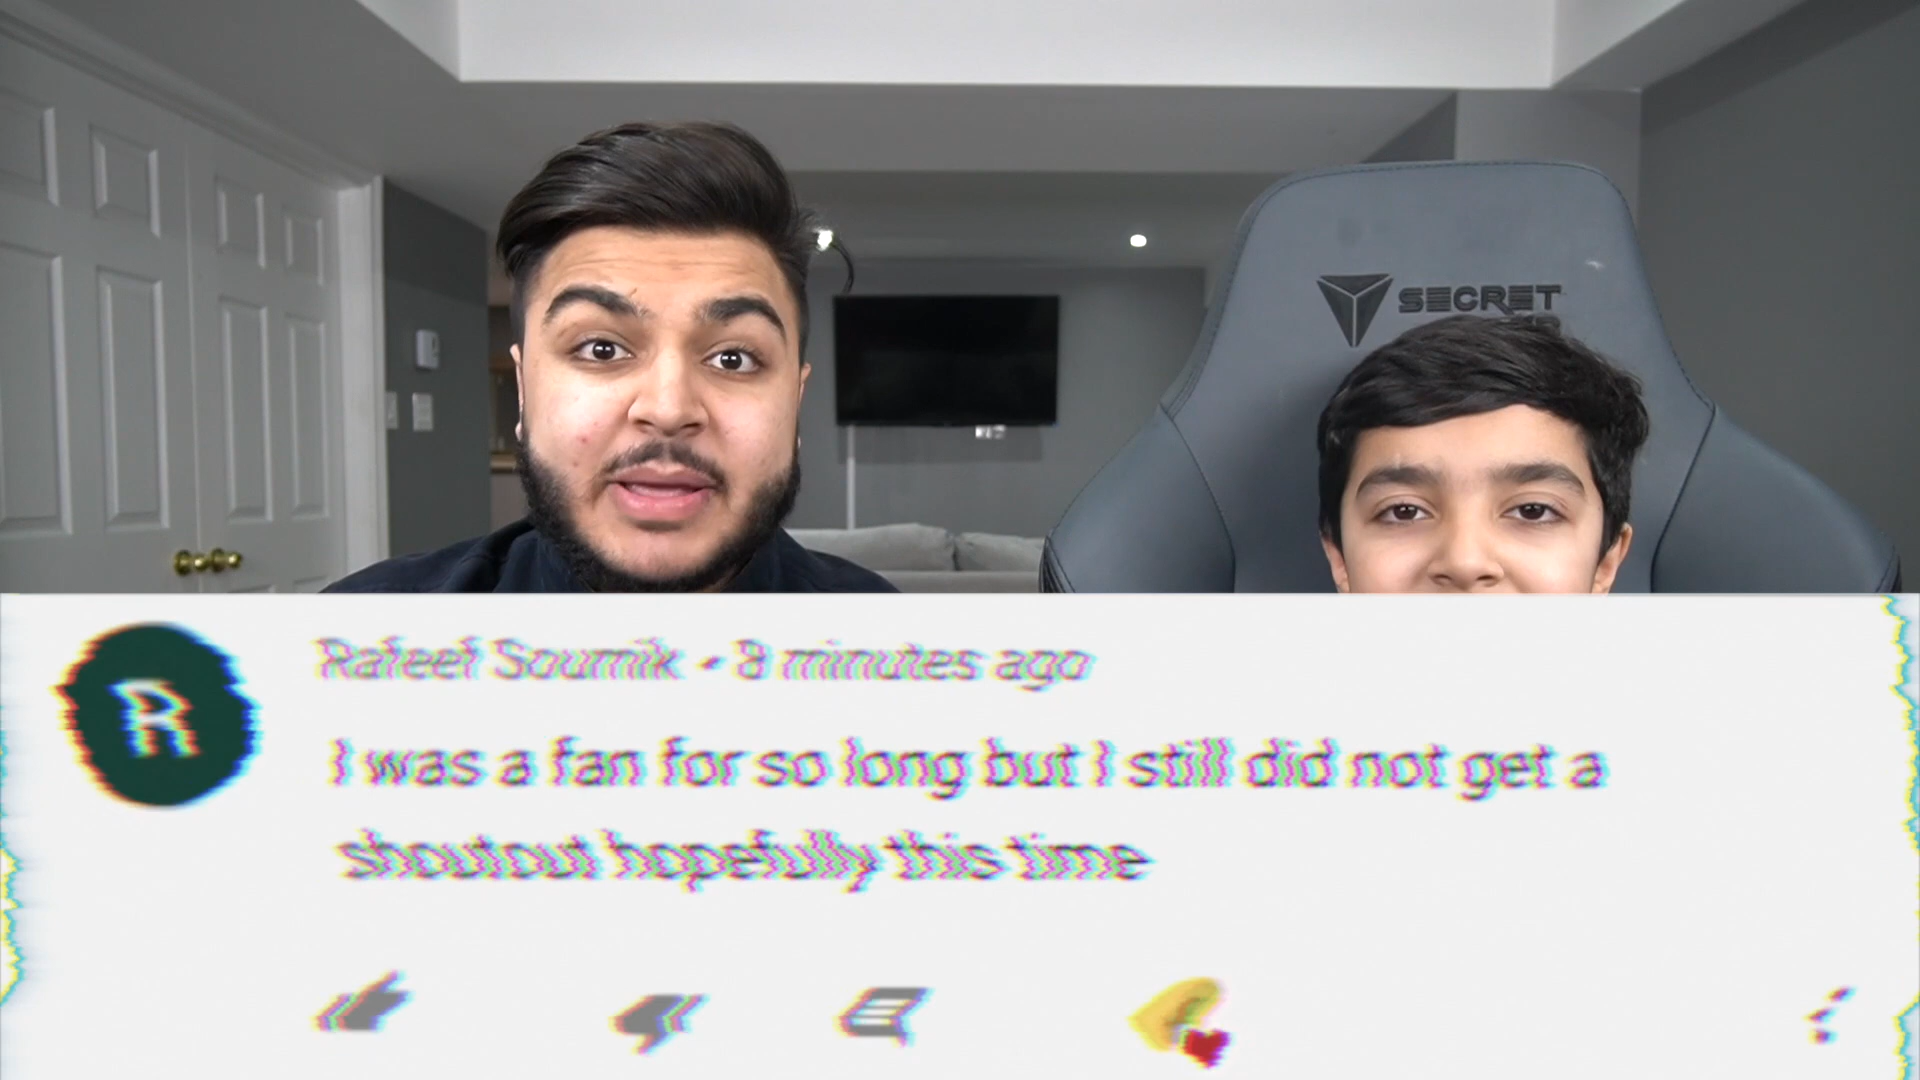 SECRET
R
Rafeef Soumik • 8 minutes ago
I was a fan for so long but I still did not get a
shoutout hopefully this time